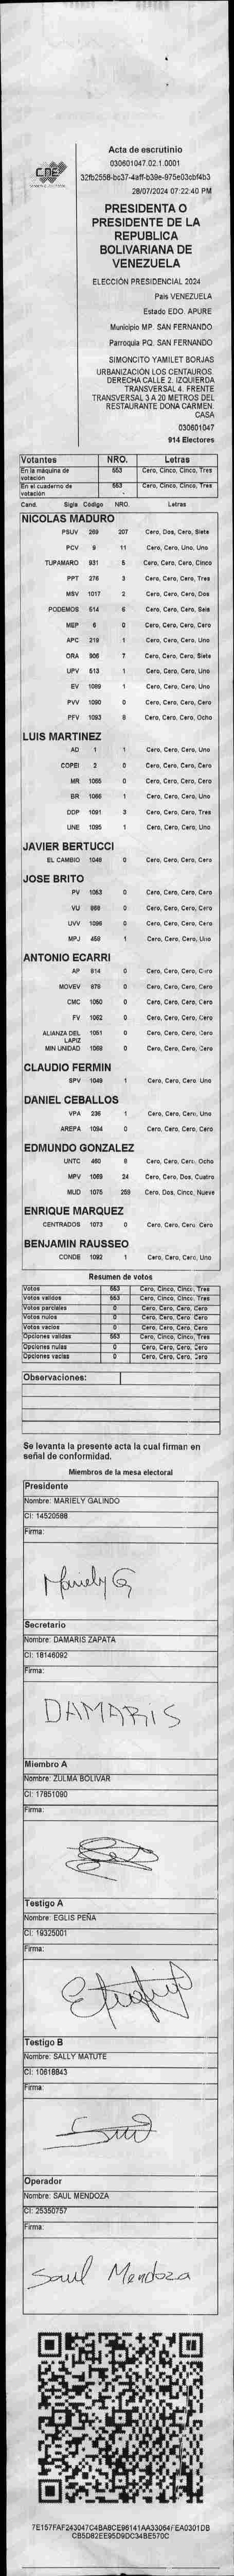 CNE
Acta de escrutinio
030601047.02.1.0001
32fb2558-bc37-4aff-b39e-975e03cbf4b3
28/07/2024 07:22:40 PM
PRESIDENTA O
PRESIDENTE DE LA
REPUBLICA
BOLIVARIANA DE
VENEZUELA
ELECCIÓN PRESIDENCIAL 2024
País VENEZUELA
Estado EDO. APURE
Municipio MP. SAN FERNANDO
Parroquia PQ. SAN FERNANDO
SIMONCITO YAMILET BORJAS
URBANIZACIÓN LOS CENTAUROS.
DERECHA CALLE 2. IZQUIERDA
TRANSVERSAL 4. FRENTE
TRANSVERSAL 3 A 20 METROS DEL
RESTAURANTE DONA CARMEN.
CASA
030601047
914 Electores
Votantes NRO. Letras
En la máquina de votación 553 Cero, Cinco, Cinco, Tres
En el cuaderno de votación 553 Cero, Cinco, Cinco, Tres
Cand. Sigla Codigo NRO. Letras
NICOLAS MADURO
PSUV 269 207 Cero, Dos, Cero, Siete
PCV 9 11 Cero, Cero, Uno, Uno
TUPAMARO 931 5 Cero, Cero, Cero, Cinco
PPT 276 3 Cero, Cero, Cero, Tres
MSV 1017 2 Cero, Cero, Cero, Dos
PODEMOS 514 6 Cero, Cero, Cero, Seis
MEP 6 0 Cero, Cero, Cero, Cero
APC 219 1 Cero, Cero, Cero, Uno
ORA 906 7 Cero, Cero, Cero, Siete
UPV 513 1 Cero, Cero, Cero, Uno
EV 1089 1 Cero, Cero, Cero, Uno
PVV 1090 0 Cero, Cero, Cero, Cero
PFV 1093 8 Cero, Cero, Cero, Ocho
LUIS MARTINEZ
AD 1 1 Cero, Cero, Cero, Uno
COPEI 2 0 Cero, Cero, Cero, Cero
MR 1065 0 Cero, Cero, Cero, Cero
BR 1066 1 Cero, Cero, Cero, Uno
DDP 1091 3 Cero, Cero, Cero, Tres
UNE 1095 1 Cero, Cero, Cero, Uno
JAVIER BERTUCCI
EL CAMBIO 1048 0 Cero, Cero, Cero, Cero
JOSE BRITO
PV 1053 0 Cero, Cero, Cero, Cero
VU 868 0 Cero, Cero, Cero, Cero
UVV 1096 0 Cero, Cero, Cero, Cero
MPJ 458 1 Cero, Cero, Cero, Uno
ANTONIO ECARRI
AP 814 0 Cero, Cero, Cero, Cero
MOVEV 878 0 Cero, Cero, Cero, Cero
CMC 1050 0 Cero, Cero, Cero, Cero
FV 1062 0 Cero, Cero, Cero, Cero
ALIANZA DEL LAPIZ 1051 0 Cero, Cero, Cero, Cero
MIN UNIDAD 1068 0 Cero, Cero, Cero, Cero
CLAUDIO FERMIN
SPV 1049 1 Cero, Cero, Cero, Uno
DANIEL CEBALLOS
VPA 236 1 Cero, Cero, Cero, Uno
AREPA 1094 0 Cero, Cero, Cero, Cero
EDMUNDO GONZALEZ
UNTC 460 8 Cero, Cero, Cero, Ocho
MPV 1069 24 Cero, Cero, Dos, Cuatro
MUD 1075 259 Cero, Dos, Cinco, Nueve
ENRIQUE MARQUEZ
CENTRADOS 1073 0 Cero, Cero, Cero, Cero
BENJAMIN RAUSSEO
CONDE 1092 1 Cero, Cero, Cero, Uno
Resumen de votos
Votos 553 Cero, Cinco, Cinco, Tres
Votos validos 553 Cero, Cinco, Cinco, Tres
Votos parciales 0 Cero, Cero, Cero, Cero
Votos nulos 0 Cero, Cero, Cero, Cero
Votos vacios 0 Cero, Cero, Cero, Cero
Opciones validas 553 Cero, Cinco, Cinco, Tres
Opciones nulas 0 Cero, Cero, Cero, Cero
Opciones vacias 0 Cero, Cero, Cero, Cero
Observaciones:
Se levanta la presente acta la cual firman en
señal de conformidad.
Miembros de la mesa electoral
Presidente
Nombre: MARIELY GALINDO
CI: 14520588
Firma:
Mariely G
Secretario
Nombre: DAMARIS ZAPATA
CI: 18146092
Firma:
DAMARIS
Miembro A
Nombre: ZULMA BOLIVAR
CI: 17851090
Firma:
Testigo A
Nombre: EGLIS PEÑA
CI: 19325001
Firma:
Testigo B
Nombre: SALLY MATUTE
CI: 10618843
Firma:
Operador
Nombre: SAUL MENDOZA
CI: 25350757
Firma:
Saul Mendoza
7E157FAF243047C4BA8CE96141AA33064FEA0301DB
CB5D82EE95D9DC34BE570C